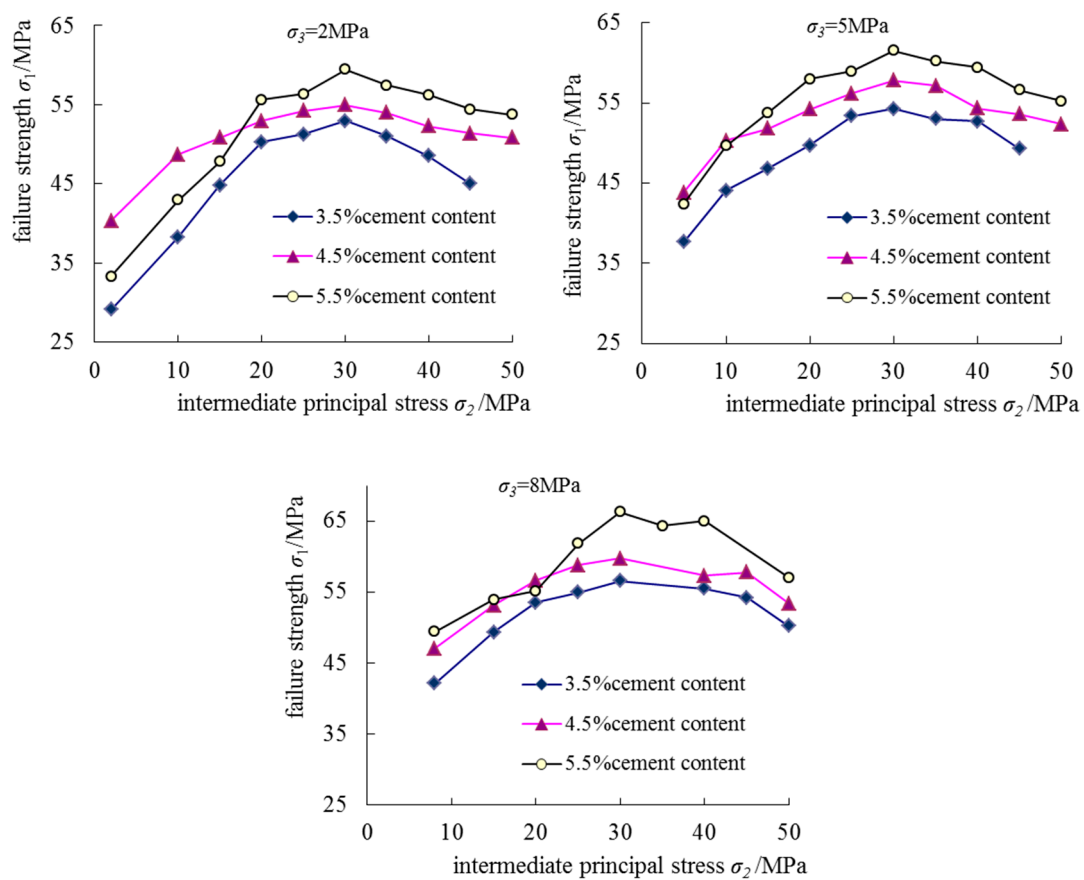 σ3=2MPa
failure strength σ1/MPa
65
55
45
35
25
3.5%cement content
4.5%cement content
5.5%cement content
0 10 20 30 40 50
intermediate principal stress σ2 /MPa
σ3=5MPa
failure strength σ1/MPa
65
55
45
35
25
3.5%cement content
4.5%cement content
5.5%cement content
0 10 20 30 40 50
intermediate principal stress σ2 /MPa
σ3=8MPa
failure strength σ1/MPa
65
55
45
35
25
3.5%cement content
4.5%cement content
5.5%cement content
0 10 20 30 40 50
intermediate principal stress σ2 /MPa